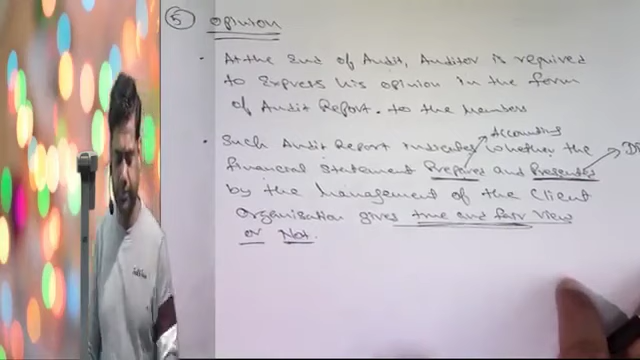 5 opinion
• At the End of Audit, Auditor is required
to Express his opinion in the form
of Audit Report. to the Members
Accounting
• Such Audit Report indicates whether the
financial statement Prepares and Presentes
by the Management of the Client
Organisation gives true and fair view
or Not.